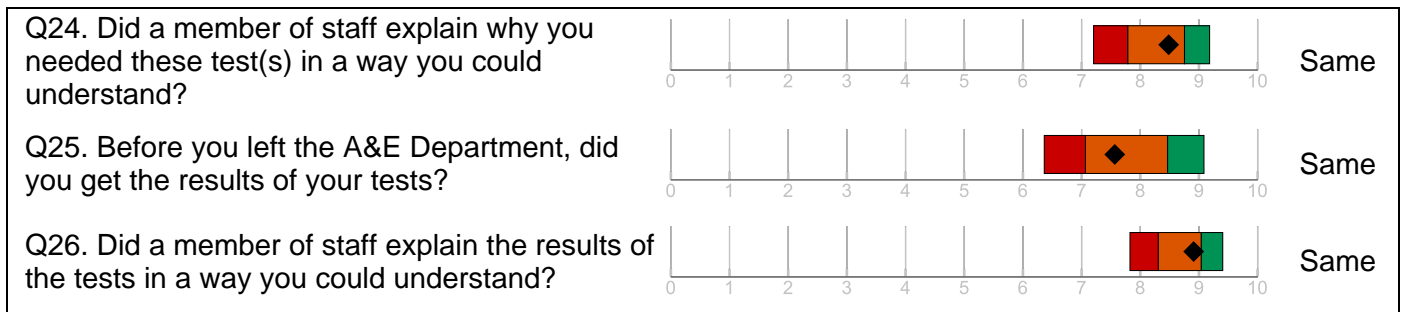 Q24. Did a member of staff explain why you
needed these test(s) in a way you could
understand?
0 1 2 3 4 5 6 7 8 9 10
Same
Q25. Before you left the A&E Department, did
you get the results of your tests?
0 1 2 3 4 5 6 7 8 9 10
Same
Q26. Did a member of staff explain the results of
the tests in a way you could understand?
0 1 2 3 4 5 6 7 8 9 10
Same